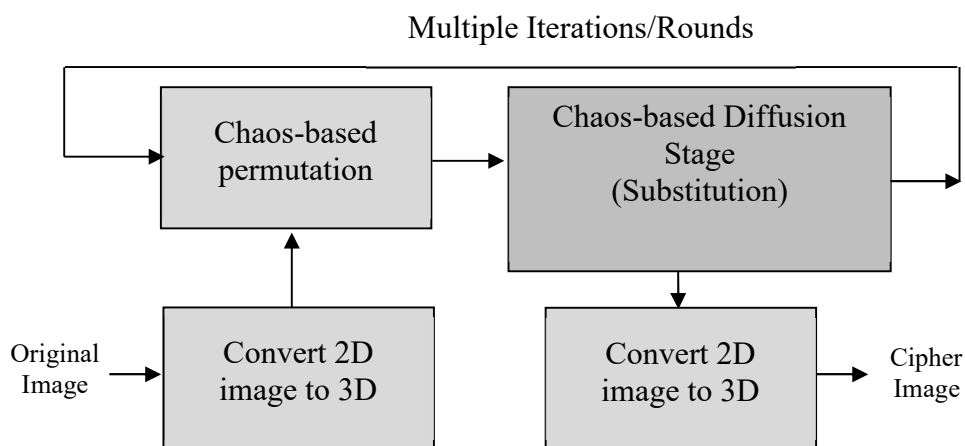 Multiple Iterations/Rounds
Chaos-based
permutation
Chaos-based Diffusion
Stage
(Substitution)
Original
Image
Convert 2D
image to 3D
Convert 2D
image to 3D
Cipher
Image